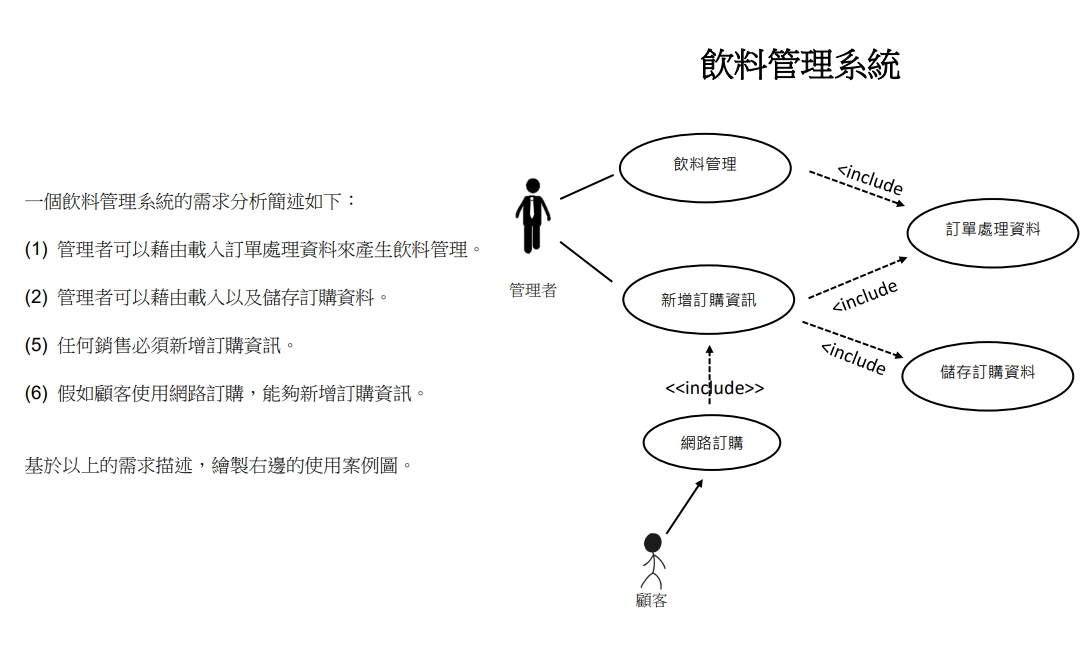 飲料管理系統
一個飲料管理系統的需求分析簡述如下：
(1) 管理者可以藉由載入訂單處理資料來產生飲料管理。
(2) 管理者可以藉由載入以及儲存訂購資料。
(5) 任何銷售必須新增訂購資訊。
(6) 假如顧客使用網路訂購，能夠新增訂購資訊。
基於以上的需求描述，繪製右邊的使用案例圖。
飲料管理
<include
訂單處理資料
管理者
新增訂購資訊
<include
<include
儲存訂購資料
<<include>>
網路訂購
顧客